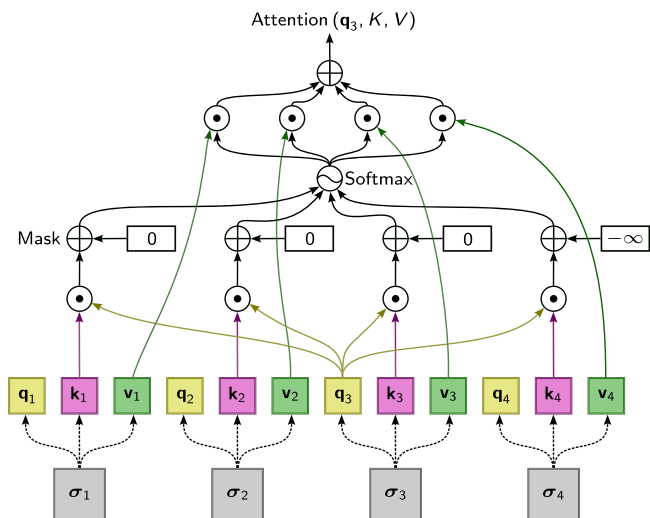 Attention (q₃, K, V)
Softmax
Mask 0 0 0 −∞
q₁ k₁ v₁ q₂ k₂ v₂ q₃ k₃ v₃ q₄ k₄ v₄
σ₁ σ₂ σ₃ σ₄